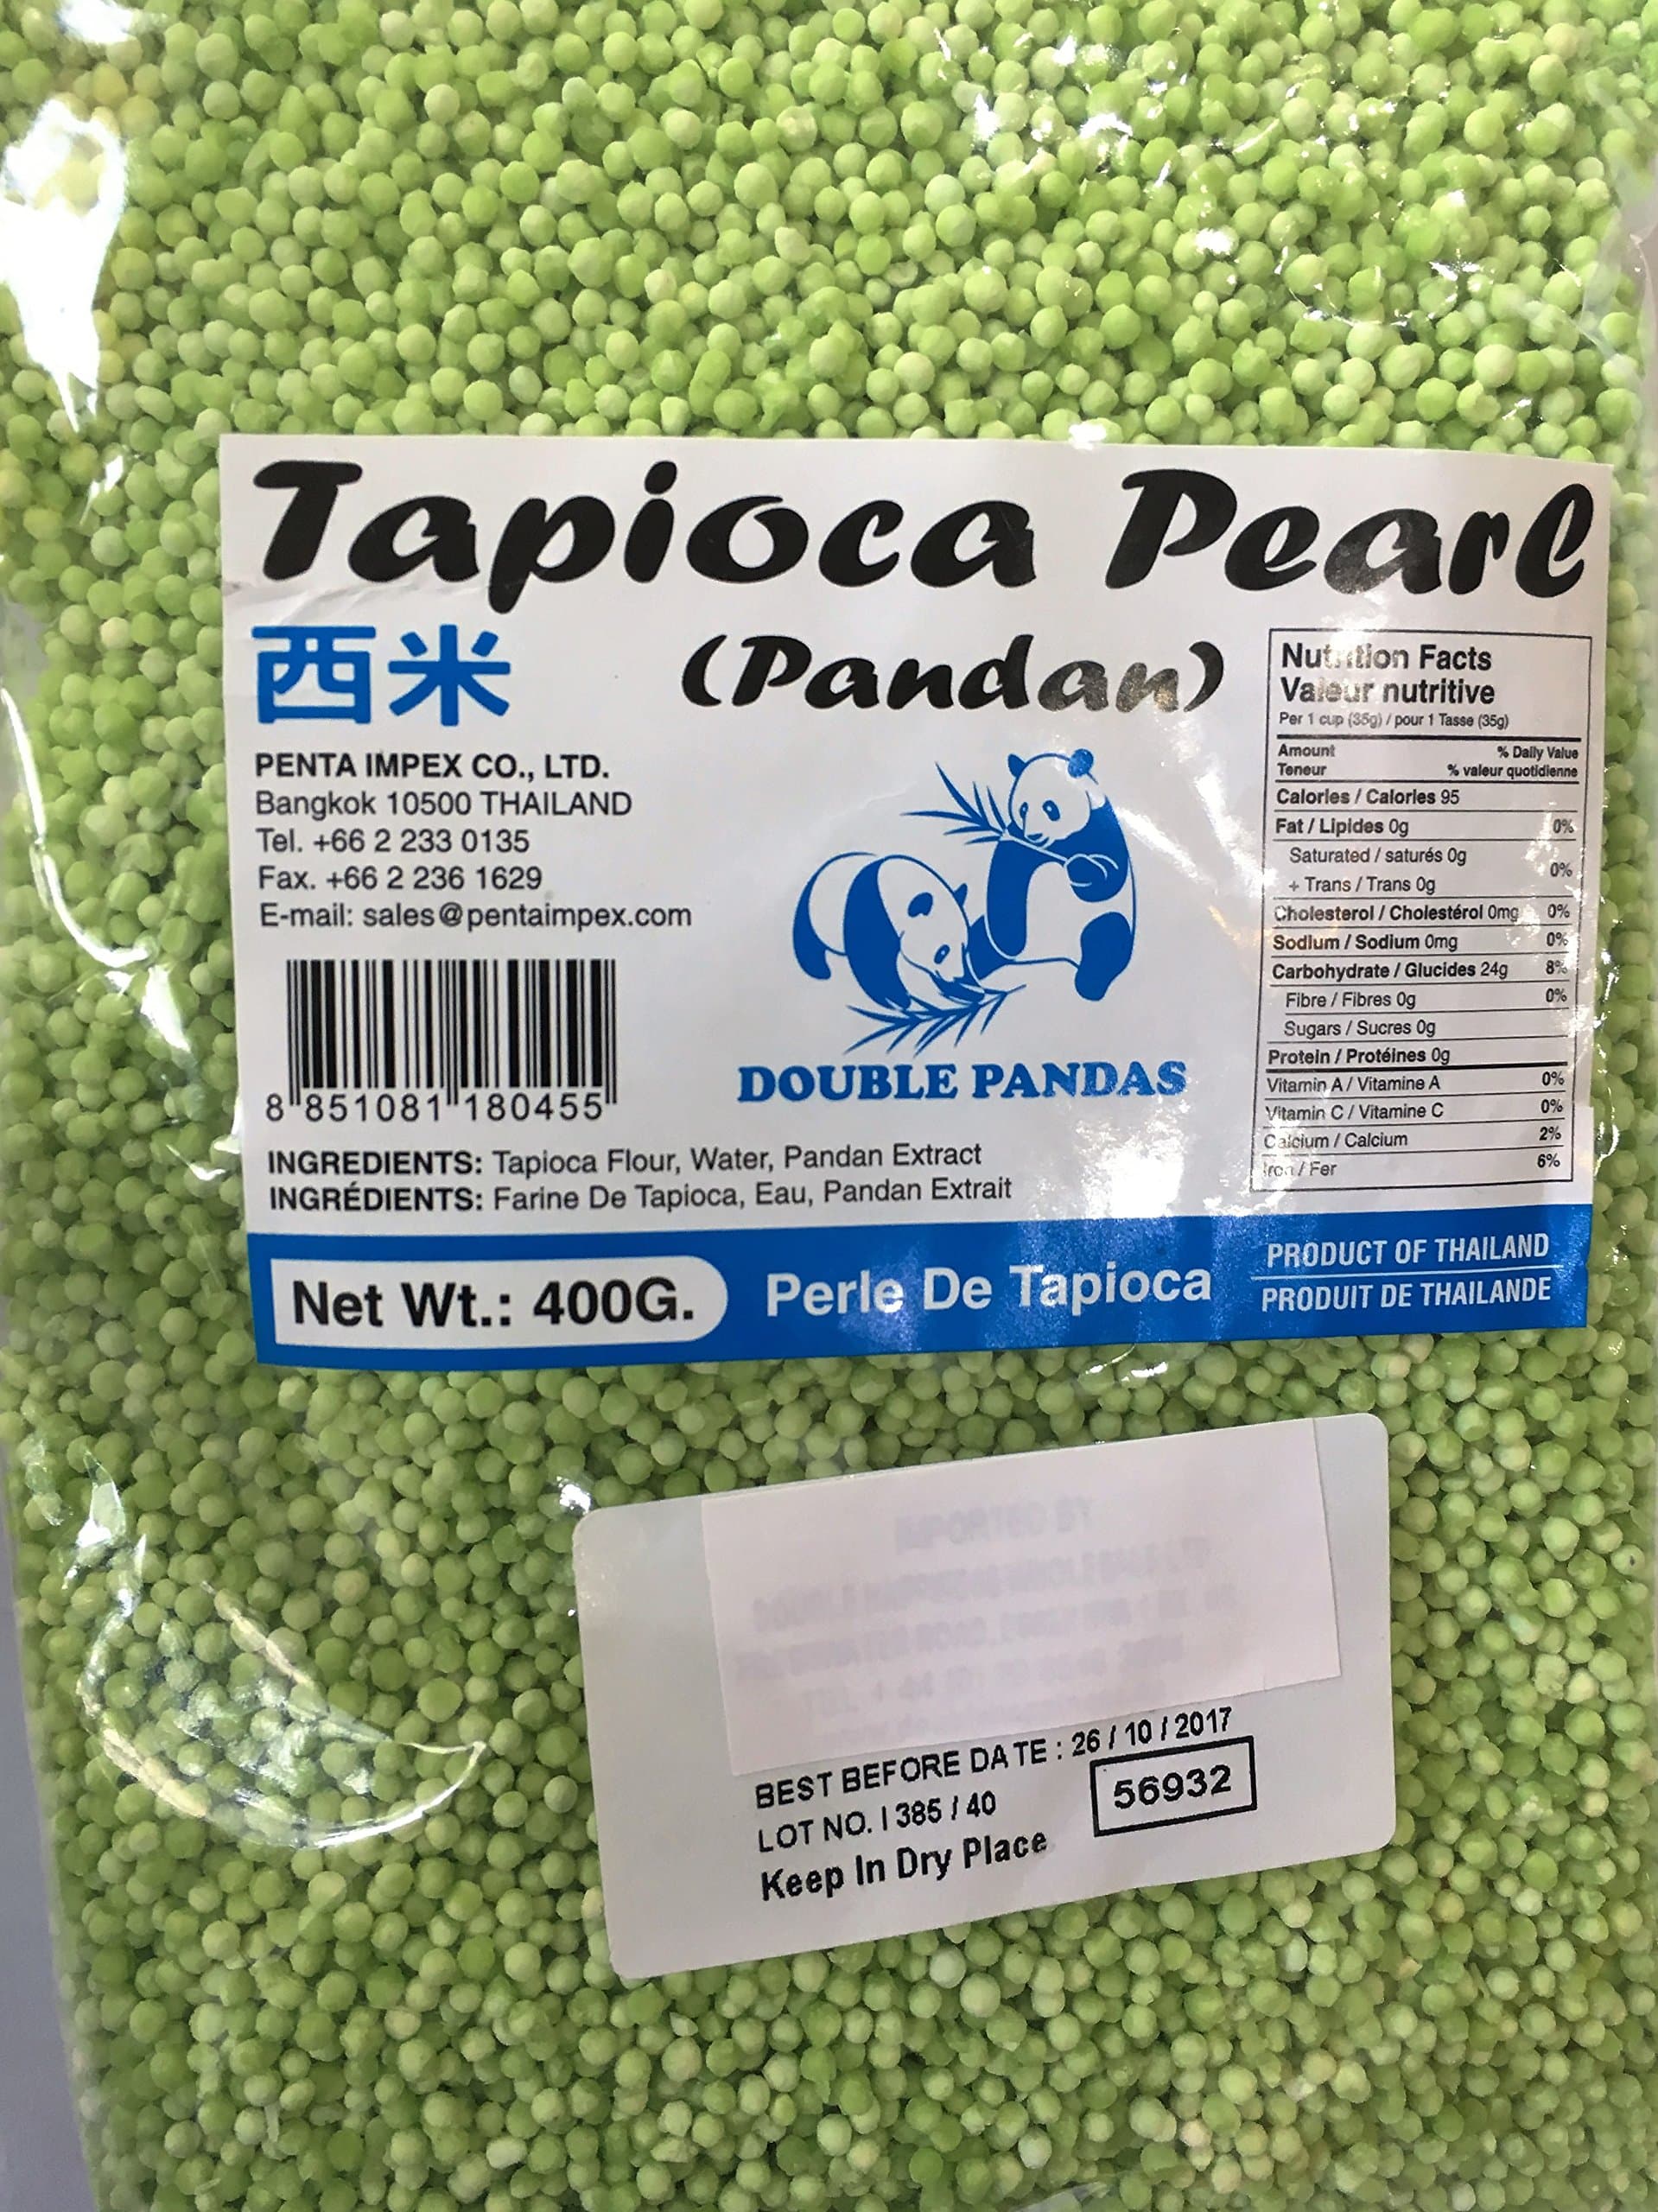 Tapioca Pearl
西米
(Pandan)
PENTA IMPEX CO., LTD.
Bangkok 10500 THAILAND
Tel. +66 2 233 0135
Fax. +66 2 236 1629
E-mail: sales@pentaimpex.com
8 851081 180455
DOUBLE PANDAS
INGREDIENTS: Tapioca Flour, Water, Pandan Extract
INGRÉDIENTS: Farine De Tapioca, Eau, Pandan Extrait
Nutrition Facts
Valeur nutritive
Per 1 cup (35g) / pour 1 Tasse (35g)
Amount % Daily Value
Teneur % valeur quotidienne
Calories / Calories 95
Fat / Lipides 0g 0%
Saturated / saturés 0g
+ Trans / Trans 0g 0%
Cholesterol / Cholestérol 0mg 0%
Sodium / Sodium 0mg 0%
Carbohydrate / Glucides 24g 8%
Fibre / Fibres 0g 0%
Sugars / Sucres 0g
Protein / Protéines 0g
Vitamin A / Vitamine A 0%
Vitamin C / Vitamine C 0%
Calcium / Calcium 2%
Iron / Fer 6%
Net Wt.: 400G.
Perle De Tapioca
PRODUCT OF THAILAND
PRODUIT DE THAILANDE
IMPORTED BY
BEST BEFORE DATE : 26 / 10 / 2017
LOT NO. I 385 / 40
56932
Keep In Dry Place